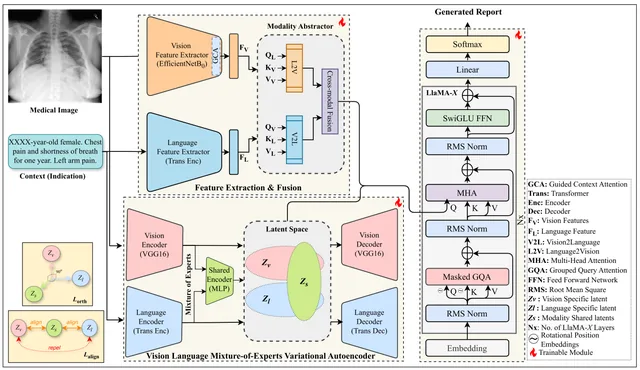 Medical Image
XXXX-year-old female. Chest
pain and shortness of breath
for one year. Left arm pain.
Context (Indication)
Zv
90°
Zs
Zl
Lorth
align
align
Zv
Zs
Zl
repel
Lalign
Vision
Feature Extractor
(EfficientNetB0)
GCA
FV
Language
Feature Extractor
(Trans Enc)
FL
Modality Abstractor
QL
KV
VV
L2V
QV
KL
VL
V2L
Cross-modal Fusion
Feature Extraction & Fusion
Vision
Encoder
(VGG16)
Language
Encoder
(Trans Enc)
Mixture of Experts
Shared
Encoder
(MLP)
Latent Space
Zv
Zl
Zs
Vision
Decoder
(VGG16)
Language
Decoder
(Trans Dec)
Vision Language Mixture-of-Experts Variational Autoencoder
Generated Report
Softmax
Linear
LlaMA-X
SwiGLU FFN
RMS Norm
MHA
Q K V
RMS Norm
Masked GQA
Q K V
RMS Norm
Embedding
Nx
GCA: Guided Context Attention
Trans: Transformer
Enc: Encoder
Dec: Decoder
FV: Vision Features
FL: Language Feature
V2L: Vision2Language
L2V: Language2Vision
MHA: Multi-Head Attention
GQA: Grouped Query Attention
FFN: Feed Forward Network
RMS: Root Mean Square
Zv : Vision Specific latent
Zl : Language Specific latent
Zs : Modality Shared latents
Nx: No. of LlaMA-X Layers
Rotational Position
Embeddings
Trainable Module